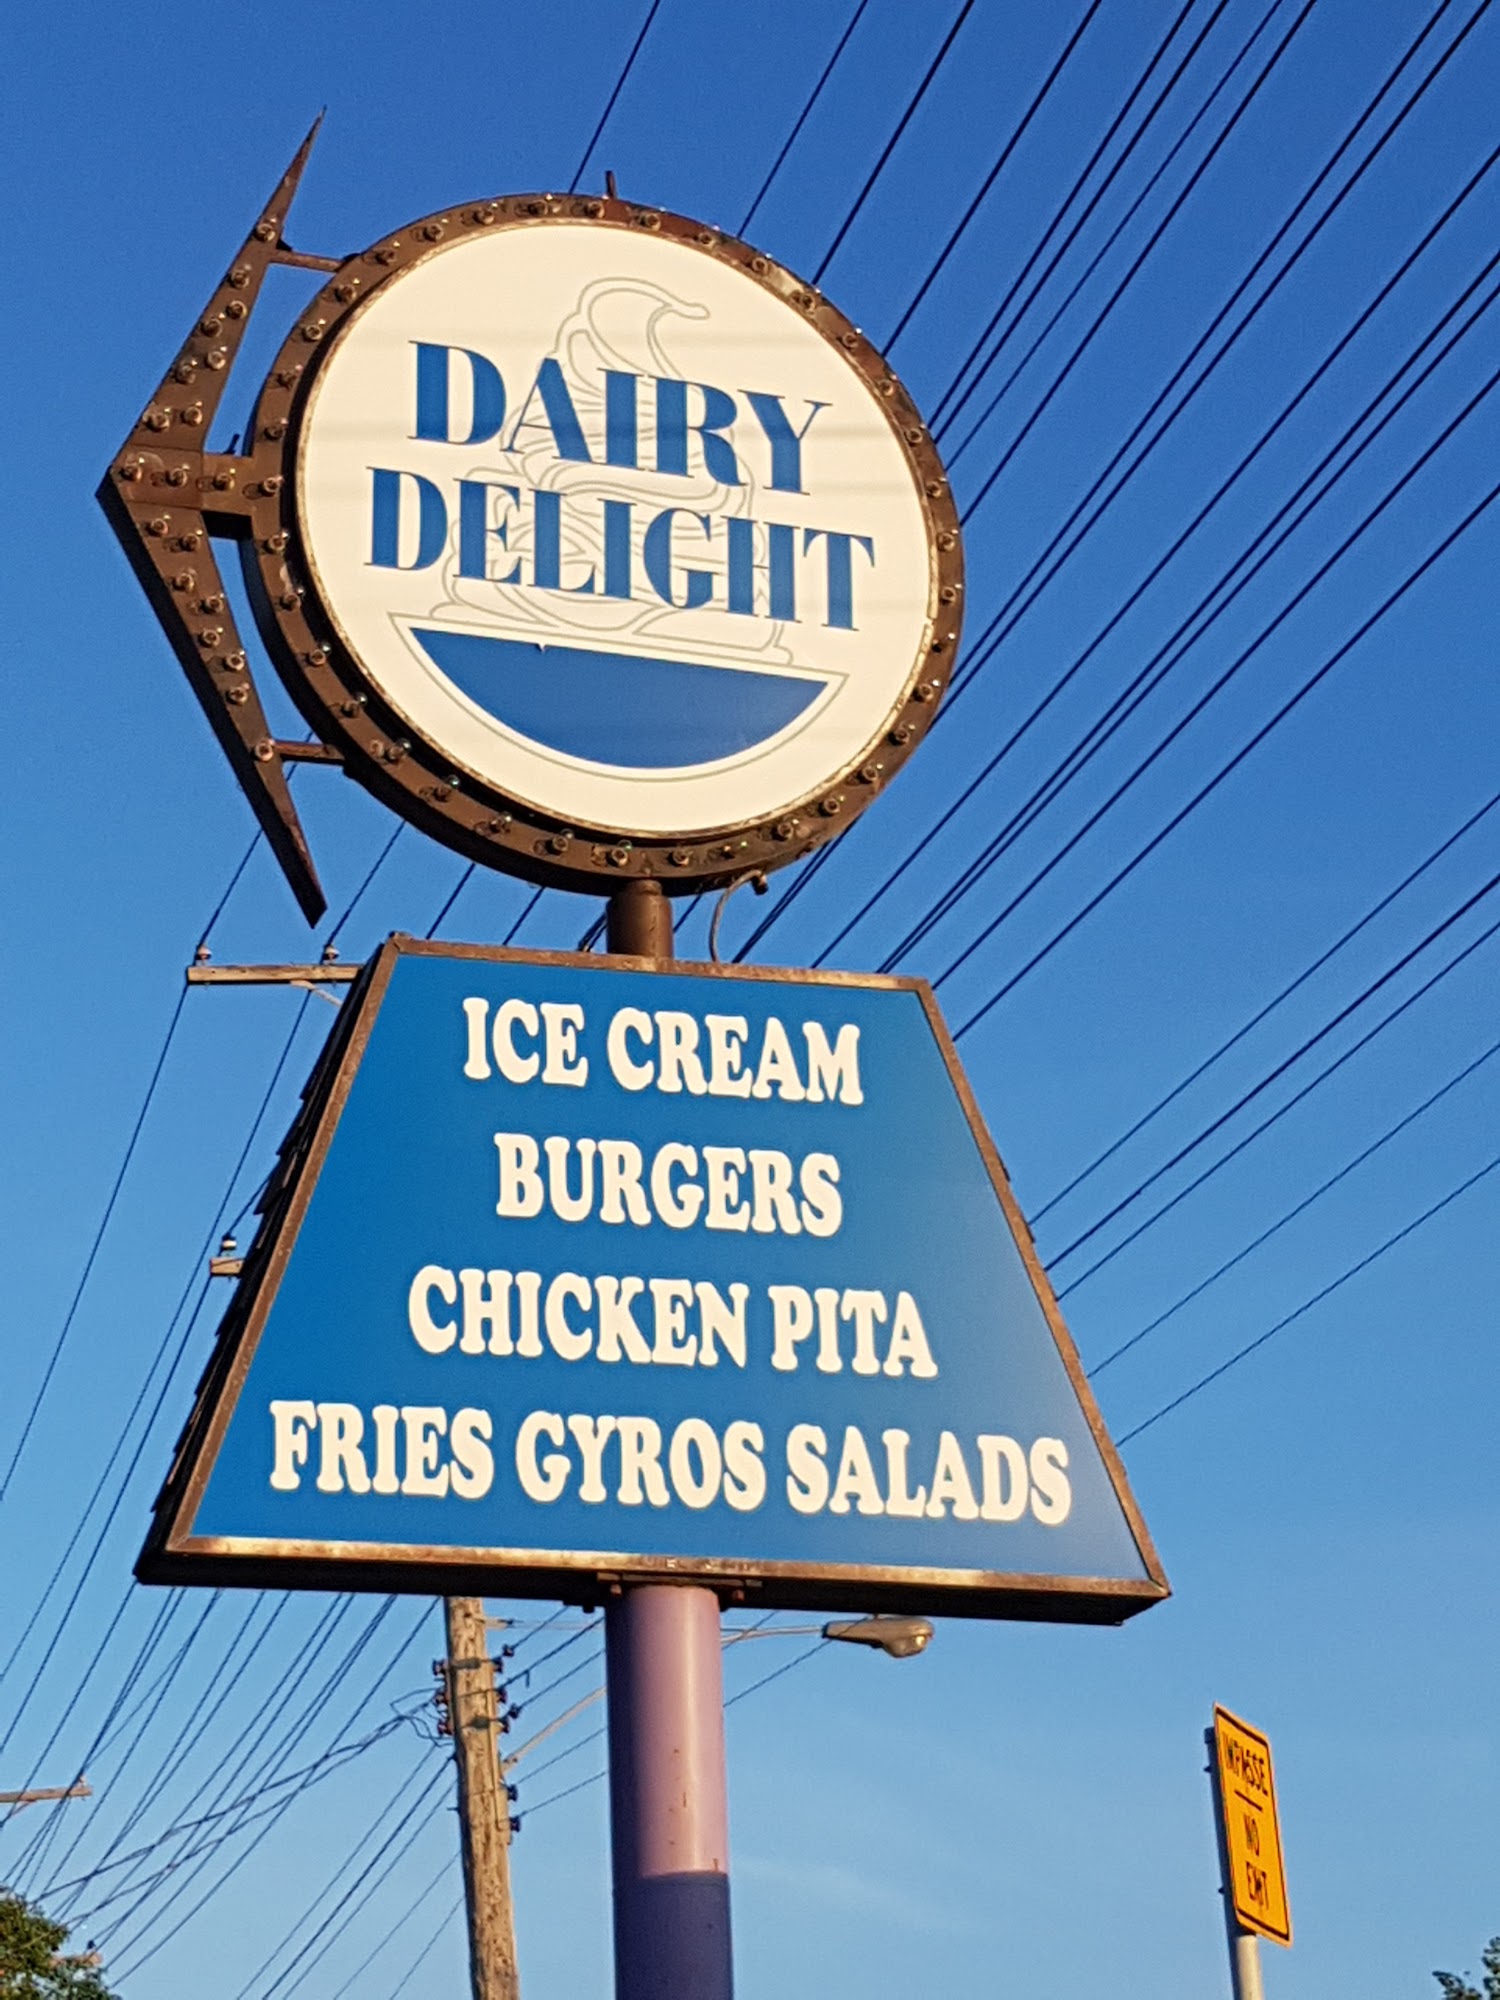 DAIRY
DELIGHT
ICE CREAM
BURGERS
CHICKEN PITA
FRIES GYROS SALADS
IMPASSE
NO
EXIT